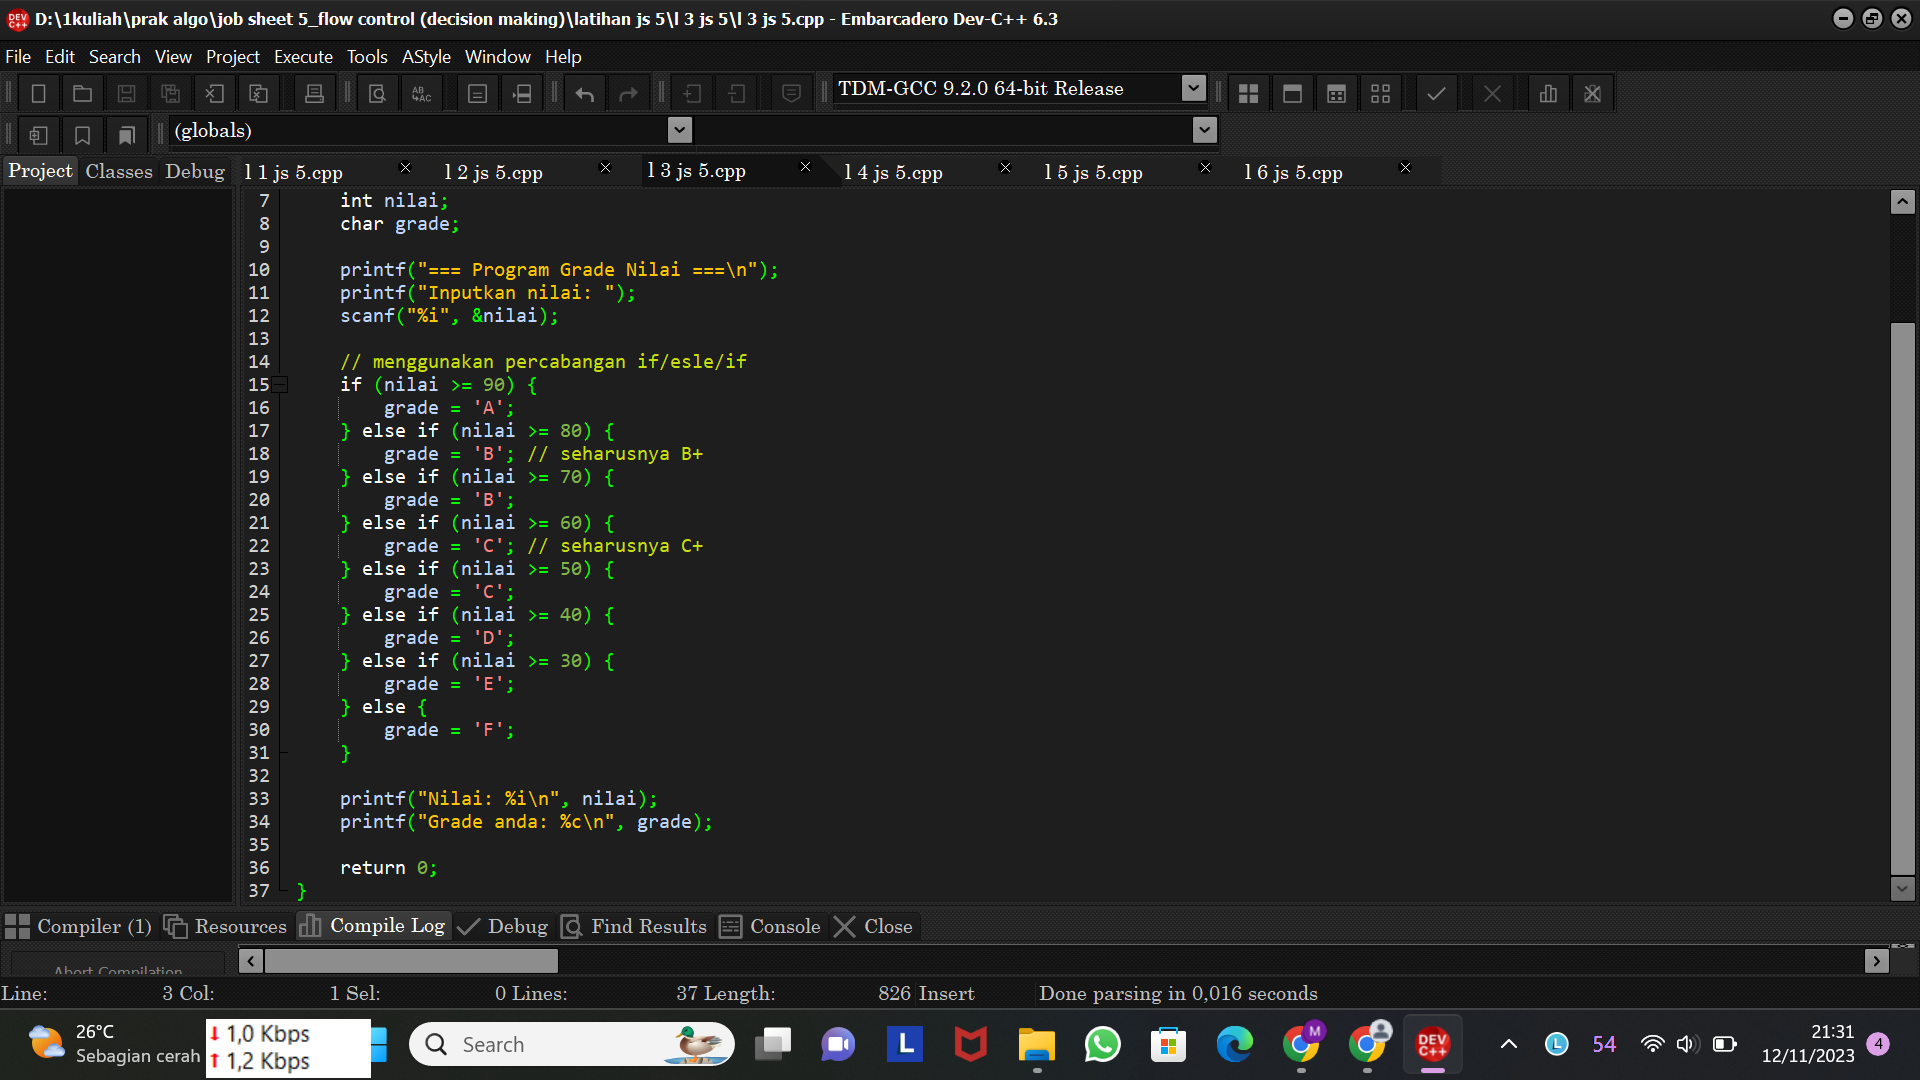 D:\1kuliah\prak algo\job sheet 5_flow control (decision making)\latihan js 5\l 3 js 5\l 3 js 5.cpp - Embarcadero Dev-C++ 6.3
File Edit Search View Project Execute Tools AStyle Window Help
TDM-GCC 9.2.0 64-bit Release
(globals)
Project Classes Debug l 1 js 5.cpp l 2 js 5.cpp l 3 js 5.cpp l 4 js 5.cpp l 5 js 5.cpp l 6 js 5.cpp
7 int nilai;
8 char grade;
9
10 printf("=== Program Grade Nilai ===\n");
11 printf("Inputkan nilai: ");
12 scanf("%i", &nilai);
13
14 // menggunakan percabangan if/esle/if
15 if (nilai >= 90) {
16 grade = 'A';
17 } else if (nilai >= 80) {
18 grade = 'B'; // seharusnya B+
19 } else if (nilai >= 70) {
20 grade = 'B';
21 } else if (nilai >= 60) {
22 grade = 'C'; // seharusnya C+
23 } else if (nilai >= 50) {
24 grade = 'C';
25 } else if (nilai >= 40) {
26 grade = 'D';
27 } else if (nilai >= 30) {
28 grade = 'E';
29 } else {
30 grade = 'F';
31 }
32
33 printf("Nilai: %i\n", nilai);
34 printf("Grade anda: %c\n", grade);
35
36 return 0;
37 }
Compiler (1) Resources Compile Log Debug Find Results Console Close
Abort Compilation
Line: 3 Col: 1 Sel: 0 Lines: 37 Length: 826 Insert Done parsing in 0,016 seconds
26°C
Sebagian cerah
1,0 Kbps
1,2 Kbps
Search
54
21:31
12/11/2023
4